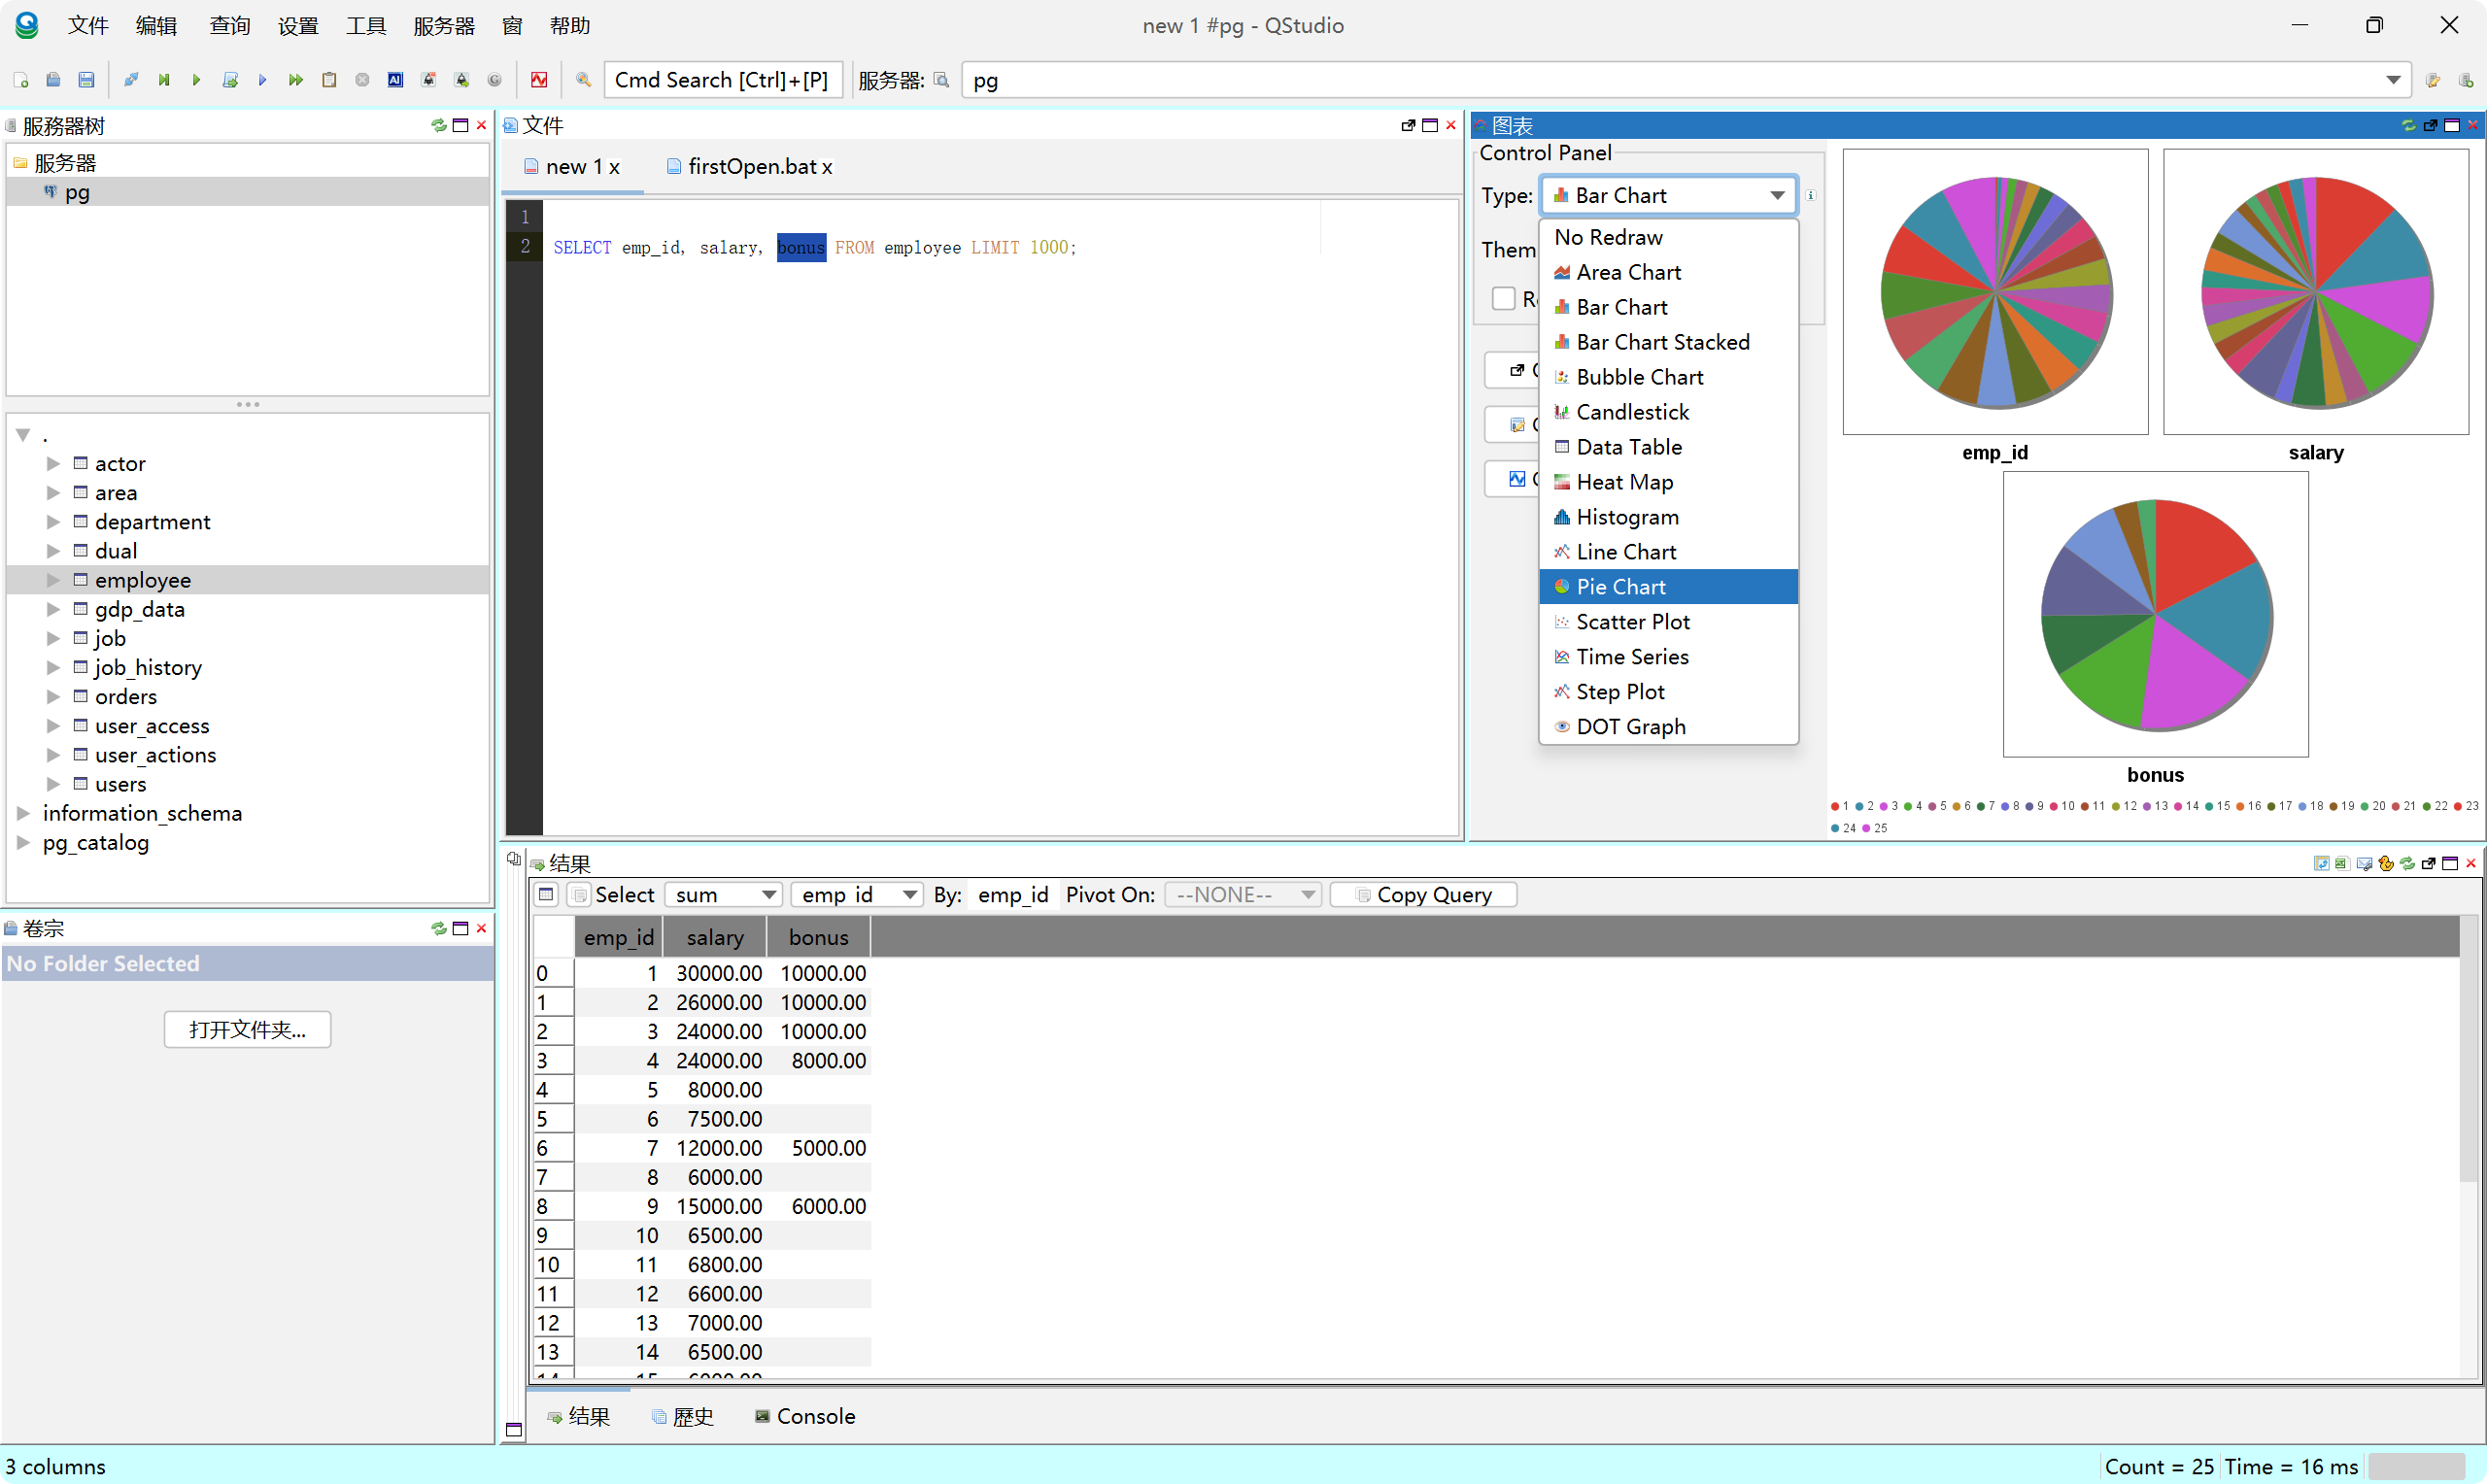 文件 编辑 查询 设置 工具 服务器 窗 帮助
new 1 #pg - QStudio
AI
Cmd Search [Ctrl]+[P]
服务器:
pg
服務器树
服务器
pg
.
actor
area
department
dual
employee
gdp_data
job
job_history
orders
user_access
user_actions
users
information_schema
pg_catalog
卷宗
No Folder Selected
打开文件夹...
文件
new 1 x
firstOpen.bat x
1
2 SELECT emp_id, salary, bonus FROM employee LIMIT 1000;
图表
Control Panel
Type: Bar Chart
Them
No Redraw
Area Chart
Bar Chart
Bar Chart Stacked
Bubble Chart
Candlestick
Data Table
Heat Map
Histogram
Line Chart
Pie Chart
Scatter Plot
Time Series
Step Plot
DOT Graph
emp_id
salary
bonus
1 2 3 4 5 6 7 8 9 10 11 12 13 14 15 16 17 18 19 20 21 22 23
24 25
结果
Select sum emp_id By: emp_id Pivot On: --NONE-- Copy Query
emp_id salary bonus
0 1 30000.00 10000.00
1 2 26000.00 10000.00
2 3 24000.00 10000.00
3 4 24000.00 8000.00
4 5 8000.00
5 6 7500.00
6 7 12000.00 5000.00
7 8 6000.00
8 9 15000.00 6000.00
9 10 6500.00
10 11 6800.00
11 12 6600.00
12 13 7000.00
13 14 6500.00
结果 歷史 Console
3 columns
Count = 25 Time = 16 ms